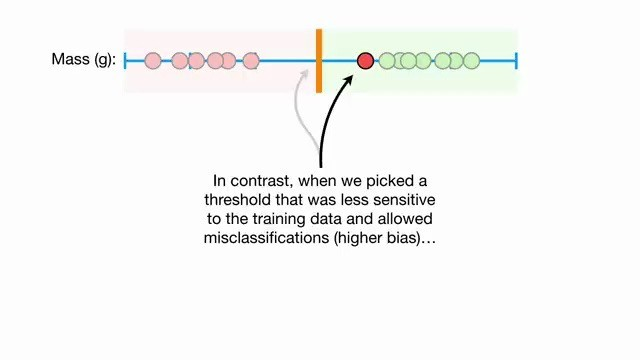 Mass (g):
In contrast, when we picked a
threshold that was less sensitive
to the training data and allowed
misclassifications (higher bias)…